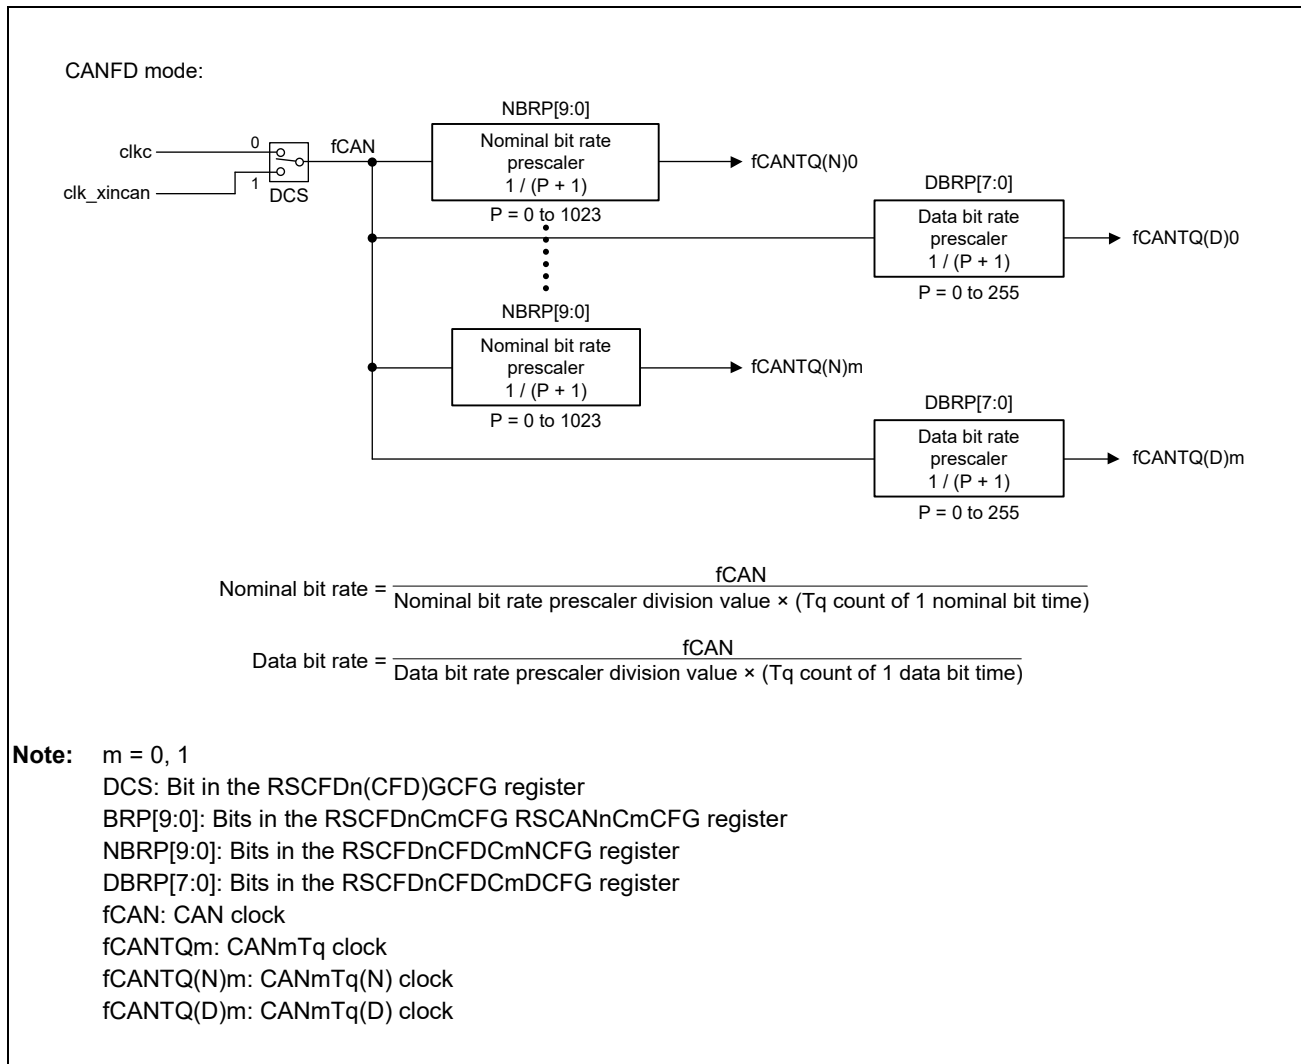 CANFD mode:
NBRP[9:0]
clkc
0
fCAN
Nominal bit rate
prescaler
1 / (P + 1)
fCANTQ(N)0
clk_xincan
1
DCS
P = 0 to 1023
DBRP[7:0]
Data bit rate
prescaler
1 / (P + 1)
fCANTQ(D)0
P = 0 to 255
NBRP[9:0]
Nominal bit rate
prescaler
1 / (P + 1)
fCANTQ(N)m
P = 0 to 1023
DBRP[7:0]
Data bit rate
prescaler
1 / (P + 1)
fCANTQ(D)m
P = 0 to 255
fCAN
Nominal bit rate =
Nominal bit rate prescaler division value × (Tq count of 1 nominal bit time)
fCAN
Data bit rate =
Data bit rate prescaler division value × (Tq count of 1 data bit time)
Note: m = 0, 1
DCS: Bit in the RSCFDn(CFD)GCFG register
BRP[9:0]: Bits in the RSCFDnCmCFG RSCANnCmCFG register
NBRP[9:0]: Bits in the RSCFDnCFDCmNCFG register
DBRP[7:0]: Bits in the RSCFDnCFDCmDCFG register
fCAN: CAN clock
fCANTQm: CANmTq clock
fCANTQ(N)m: CANmTq(N) clock
fCANTQ(D)m: CANmTq(D) clock